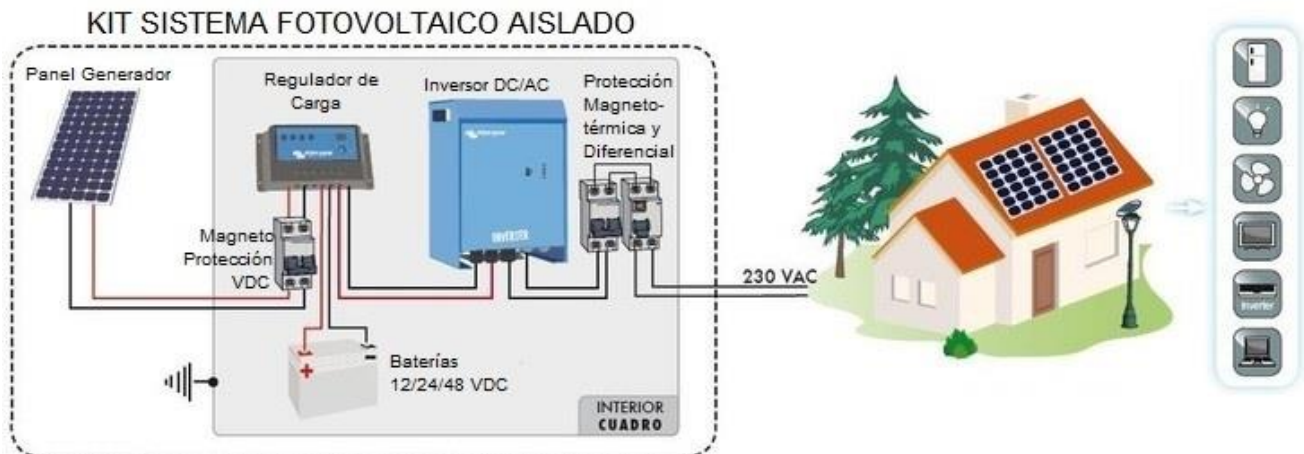 KIT SISTEMA FOTOVOLTAICO AISLADO
Panel Generador
Regulador de
Carga
Inversor DC/AC
Protección
Magneto-
térmica y
Diferencial
Magneto
Protección
VDC
INVERTER
230 VAC
Baterías
12/24/48 VDC
INTERIOR
CUADRO
Inverter